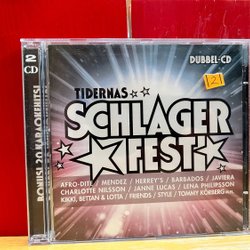 TIDERNAS
DUBBEL-CD
SCHLAGER
FEST
AFRO-DITE / MENDEZ / HERREY'S / BARBADOS / JAVIERA
CHARLOTTE NILSSON / JANNE LUCAS / LENA PHILIPSSON
KIKKI, BETTAN & LOTTA / FRIENDS / STYLE / TOMMY KÖRBERG m.fl.
2
CD
BONUS! 20 KARAOKEHITS!